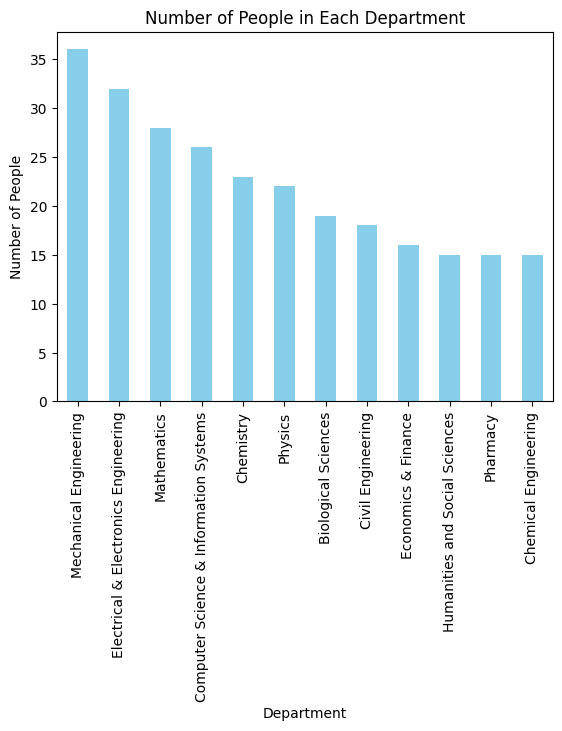 Number of People in Each Department
Number of People
35
30
25
20
15
10
5
0
Mechanical Engineering
Electrical & Electronics Engineering
Mathematics
Computer Science & Information Systems
Chemistry
Physics
Biological Sciences
Civil Engineering
Economics & Finance
Humanities and Social Sciences
Pharmacy
Chemical Engineering
Department